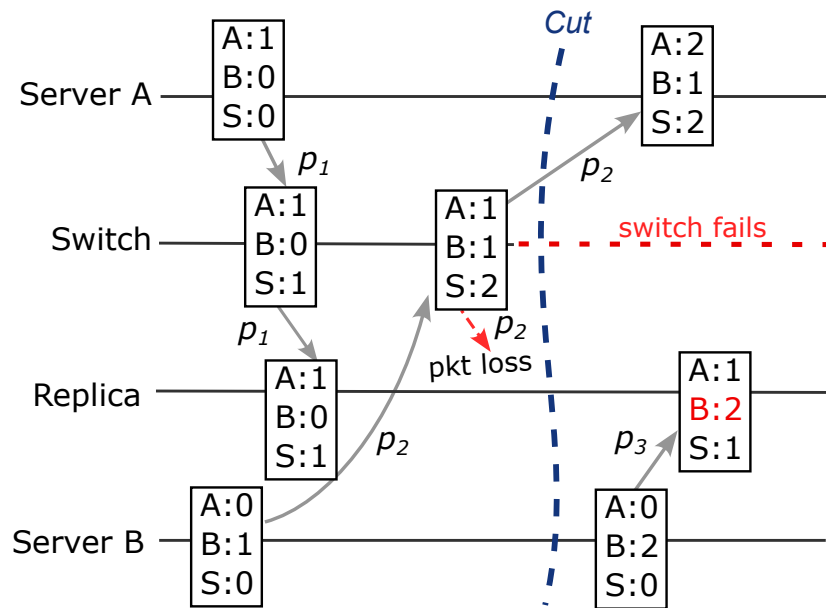 Cut
Server A
A:1
B:0
S:0
A:2
B:1
S:2
p1
p2
Switch
A:1
B:0
S:1
A:1
B:1
S:2
switch fails
p1
p2
pkt loss
Replica
A:1
B:0
S:1
A:1
B:2
S:1
p2
p3
Server B
A:0
B:1
S:0
A:0
B:2
S:0